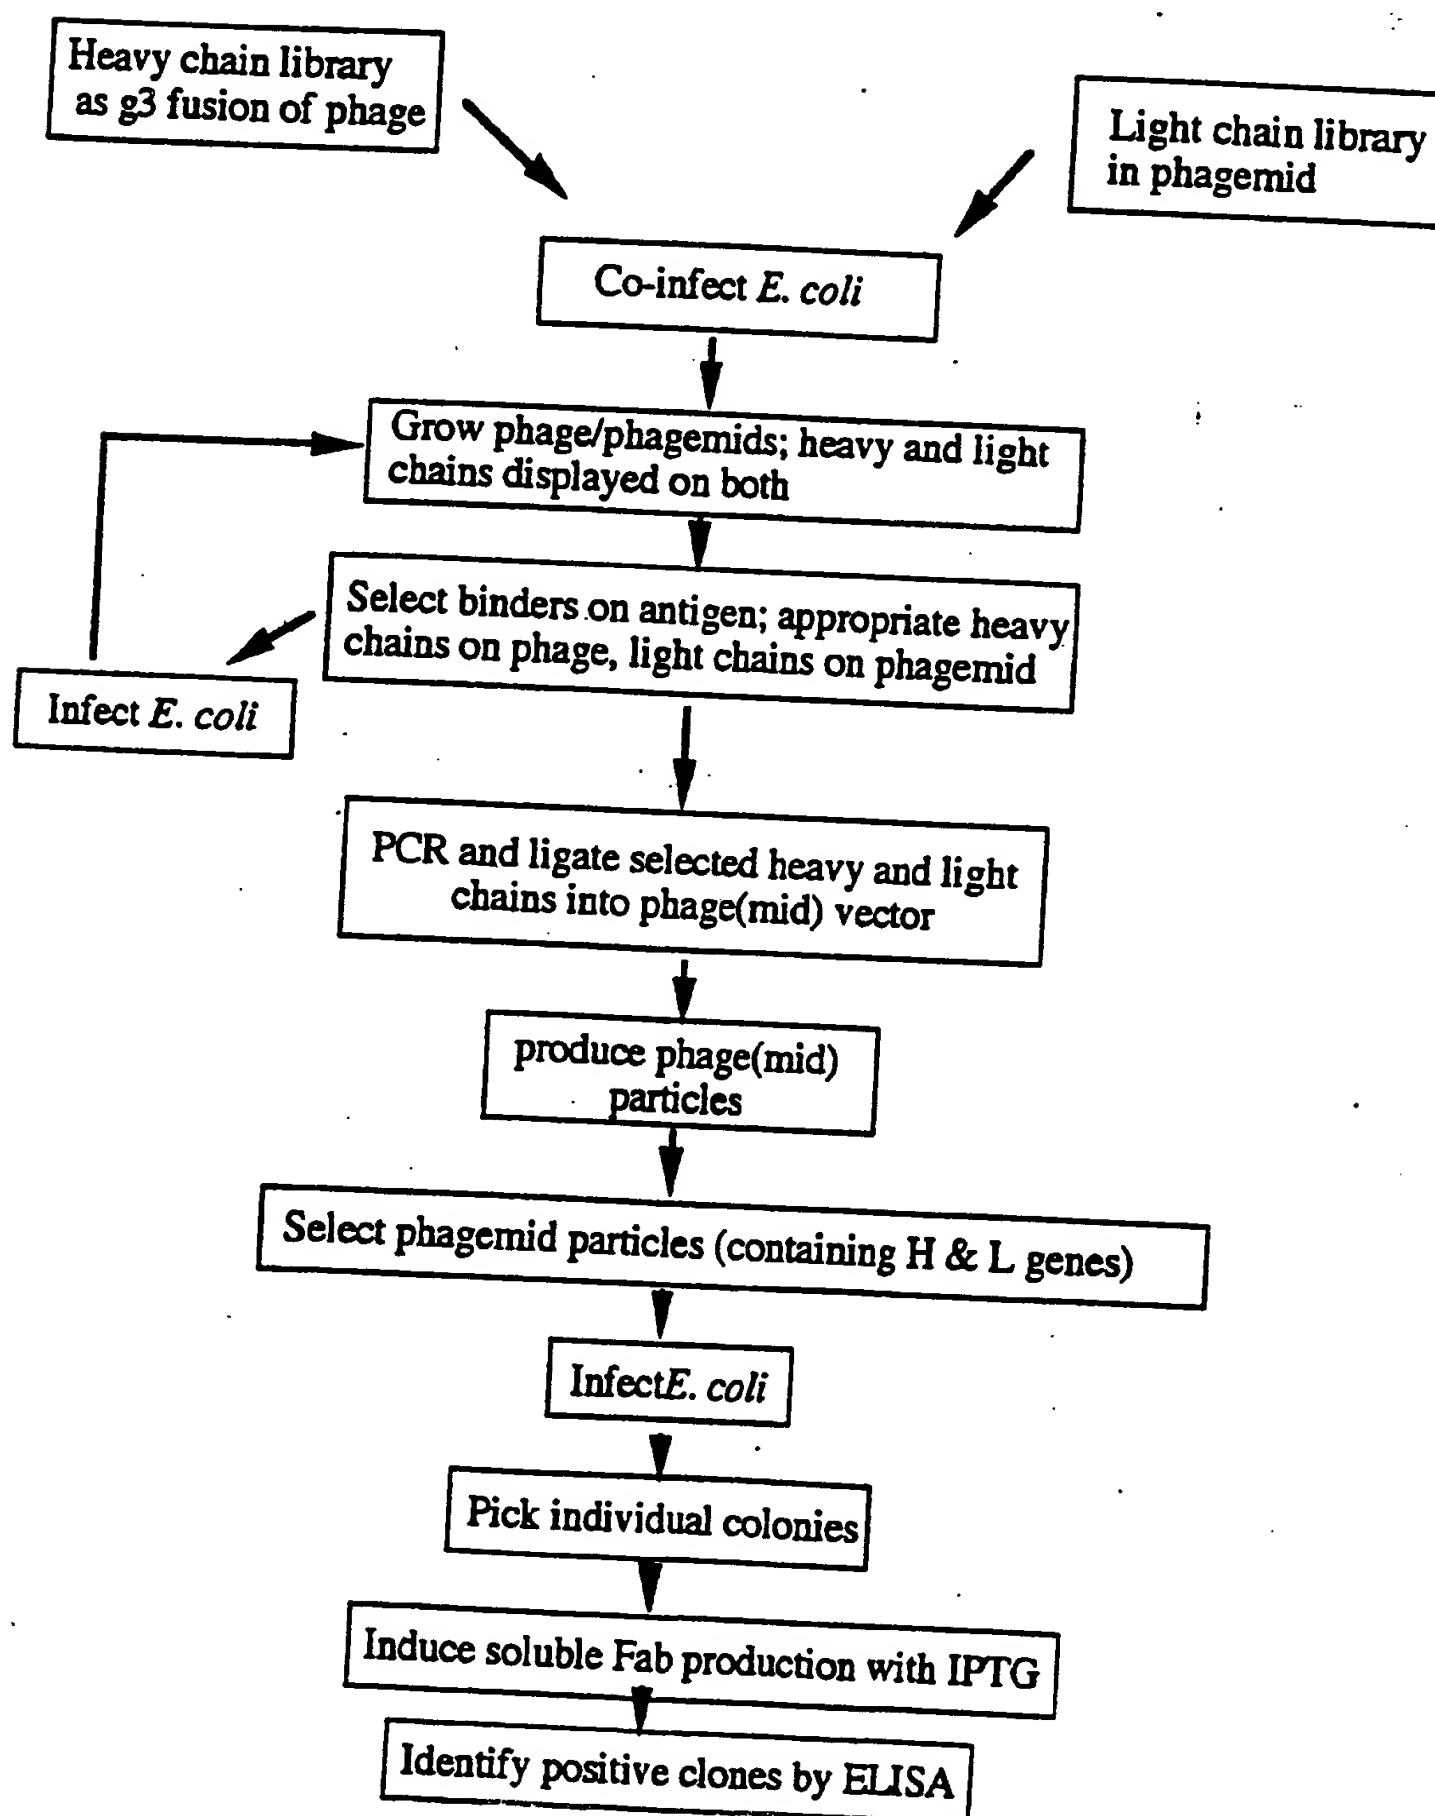 Heavy chain library
as g3 fusion of phage
Light chain library
in phagemid
Co-infect E. coli
Grow phage/phagemids; heavy and light
chains displayed on both
Select binders on antigen; appropriate heavy
chains on phage, light chains on phagemid
Infect E. coli
PCR and ligate selected heavy and light
chains into phage(mid) vector
produce phage(mid)
particles
Select phagemid particles (containing H & L genes)
InfectE. coli
Pick individual colonies
Induce soluble Fab production with IPTG
Identify positive clones by ELISA